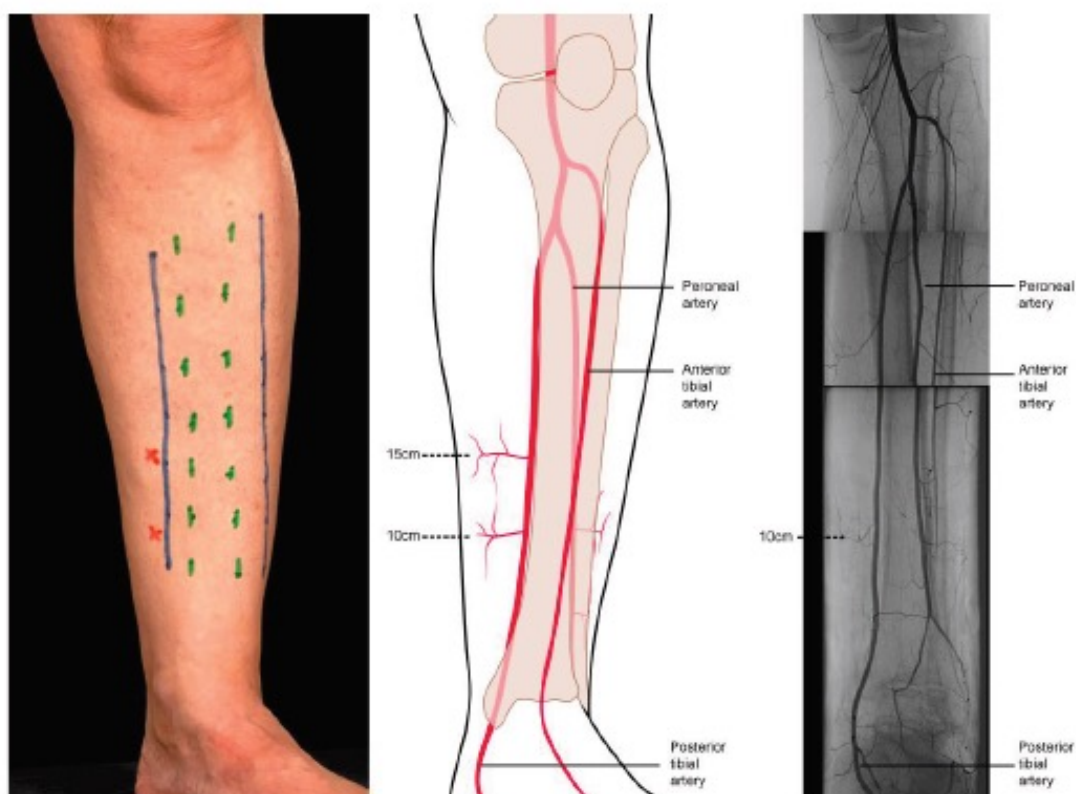 Peroneal
artery
Anterior
tibial
artery
15cm
10cm
Posterior
tibial
artery
Peroneal
artery
Anterior
tibial
artery
10cm
Posterior
tibial
artery